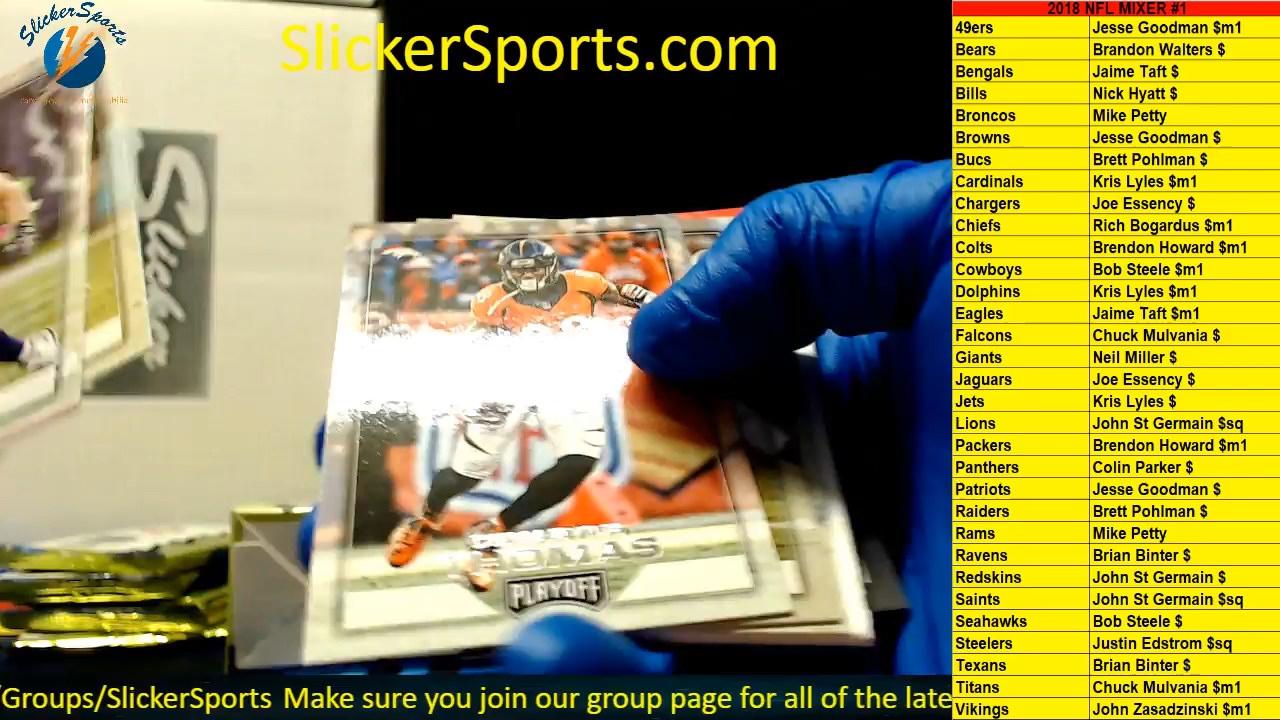 SlickerSports
SlickerSports.com
Slicker
THOMAS
PLAYOFF
/Groups/SlickerSports Make sure you join our group page for all of the late
2018 NFL MIXER #1
49ers Jesse Goodman $m1
Bears Brandon Walters $
Bengals Jaime Taft $
Bills Nick Hyatt $
Broncos Mike Petty
Browns Jesse Goodman $
Bucs Brett Pohlman $
Cardinals Kris Lyles $m1
Chargers Joe Essency $
Chiefs Rich Bogardus $m1
Colts Brendon Howard $m1
Cowboys Bob Steele $m1
Dolphins Kris Lyles $m1
Eagles Jaime Taft $m1
Falcons Chuck Mulvania $
Giants Neil Miller $
Jaguars Joe Essency $
Jets Kris Lyles $
Lions John St Germain $sq
Packers Brendon Howard $m1
Panthers Colin Parker $
Patriots Jesse Goodman $
Raiders Brett Pohlman $
Rams Mike Petty
Ravens Brian Binter $
Redskins John St Germain $
Saints John St Germain $sq
Seahawks Bob Steele $
Steelers Justin Edstrom $sq
Texans Brian Binter $
Titans Chuck Mulvania $m1
Vikings John Zasadzinski $m1